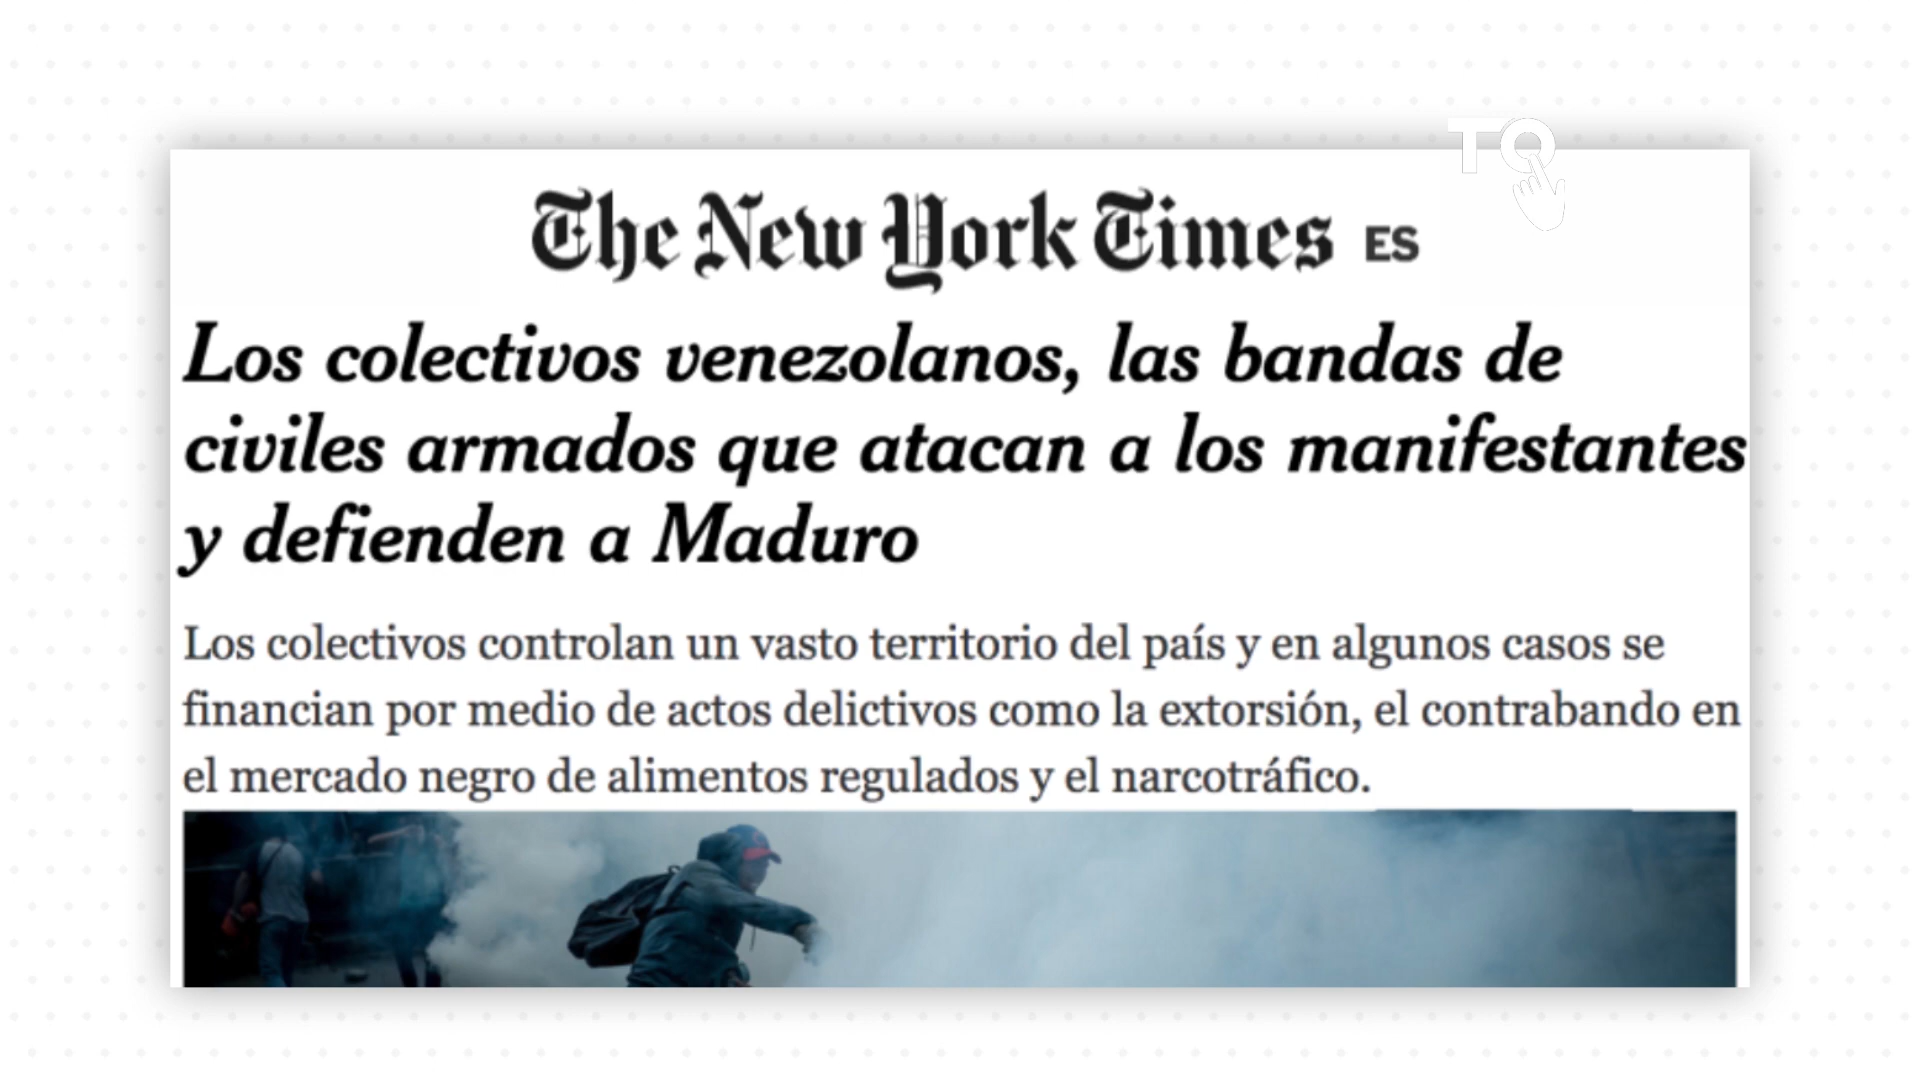 TO
The New York Times ES
Los colectivos venezolanos, las bandas de
civiles armados que atacan a los manifestantes
y defienden a Maduro
Los colectivos controlan un vasto territorio del país y en algunos casos se
financian por medio de actos delictivos como la extorsión, el contrabando en
el mercado negro de alimentos regulados y el narcotráfico.